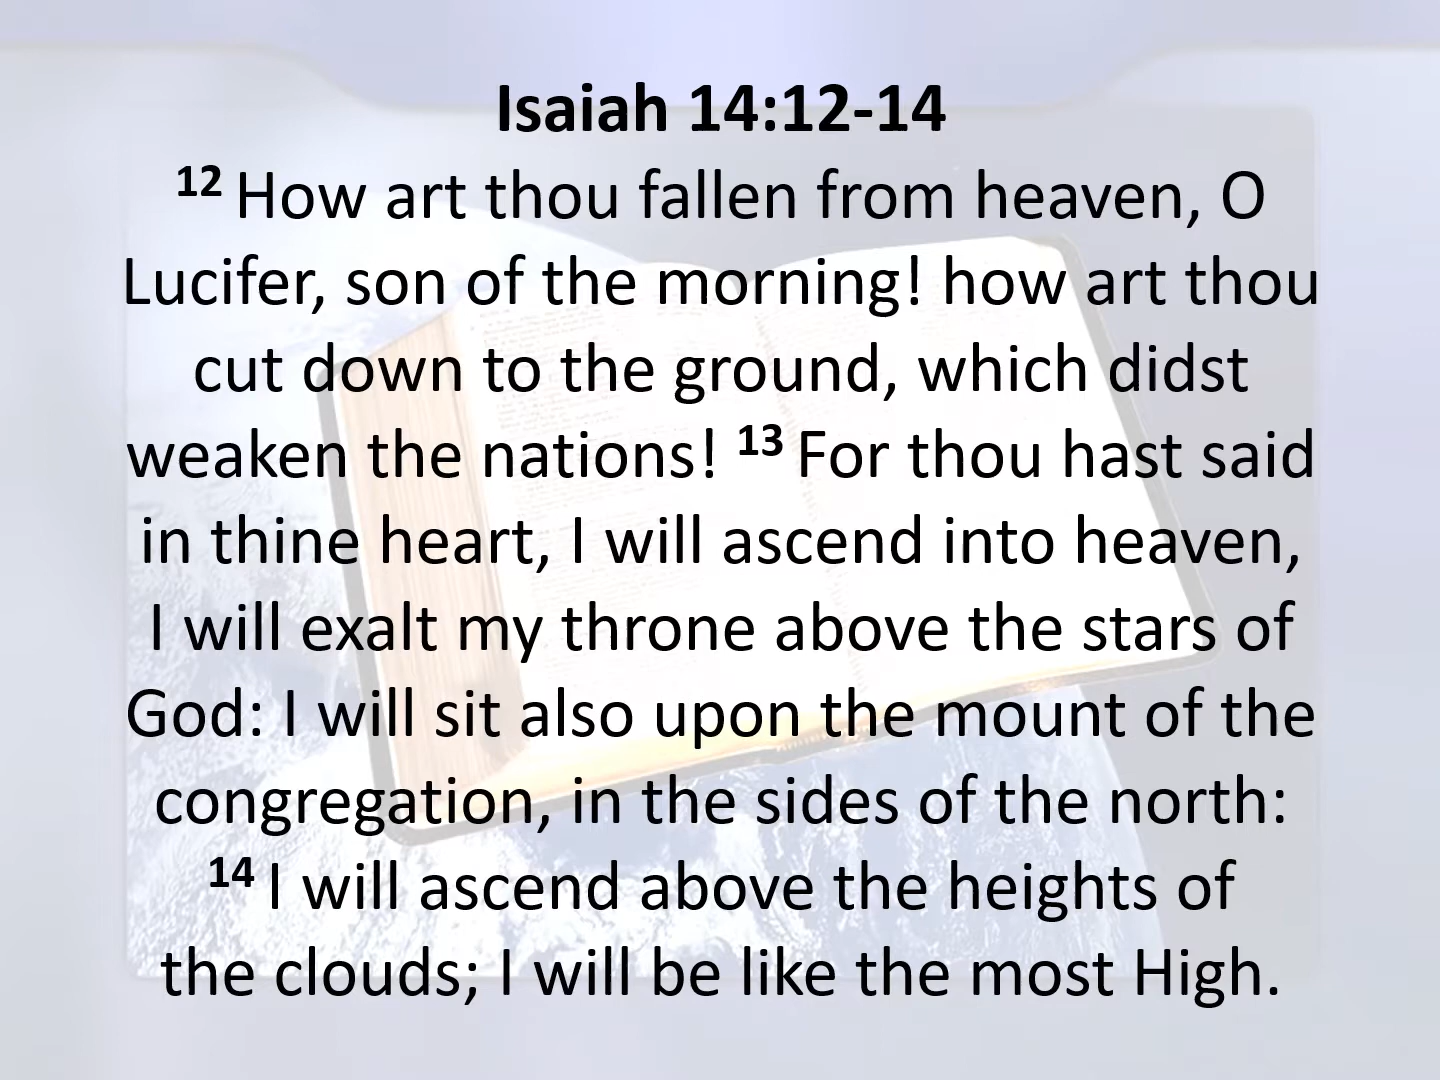 Isaiah 14:12-14
12 How art thou fallen from heaven, O
Lucifer, son of the morning! how art thou
cut down to the ground, which didst
weaken the nations! 13 For thou hast said
in thine heart, I will ascend into heaven,
I will exalt my throne above the stars of
God: I will sit also upon the mount of the
congregation, in the sides of the north:
14 I will ascend above the heights of
the clouds; I will be like the most High.